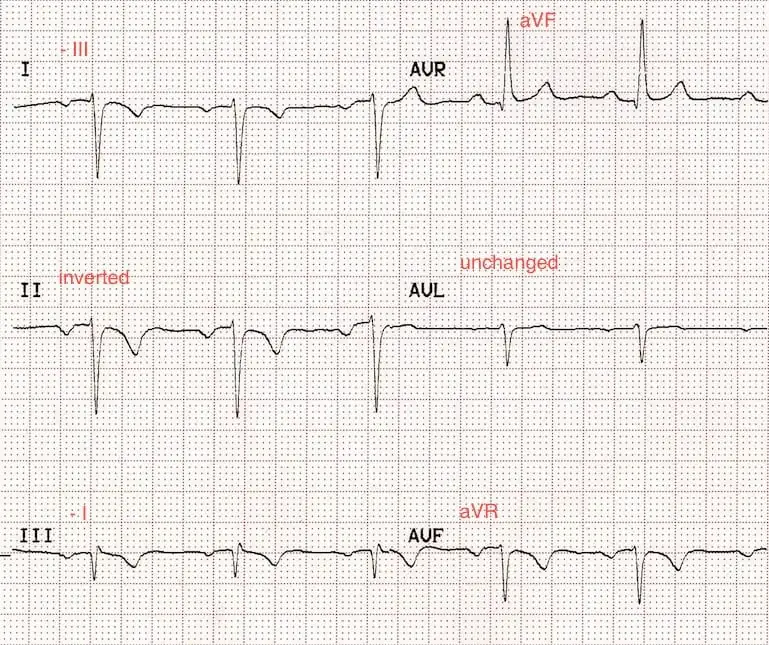 - III
aVF
I
AVR
inverted
unchanged
II
AVL
- I
aVR
III
AVF